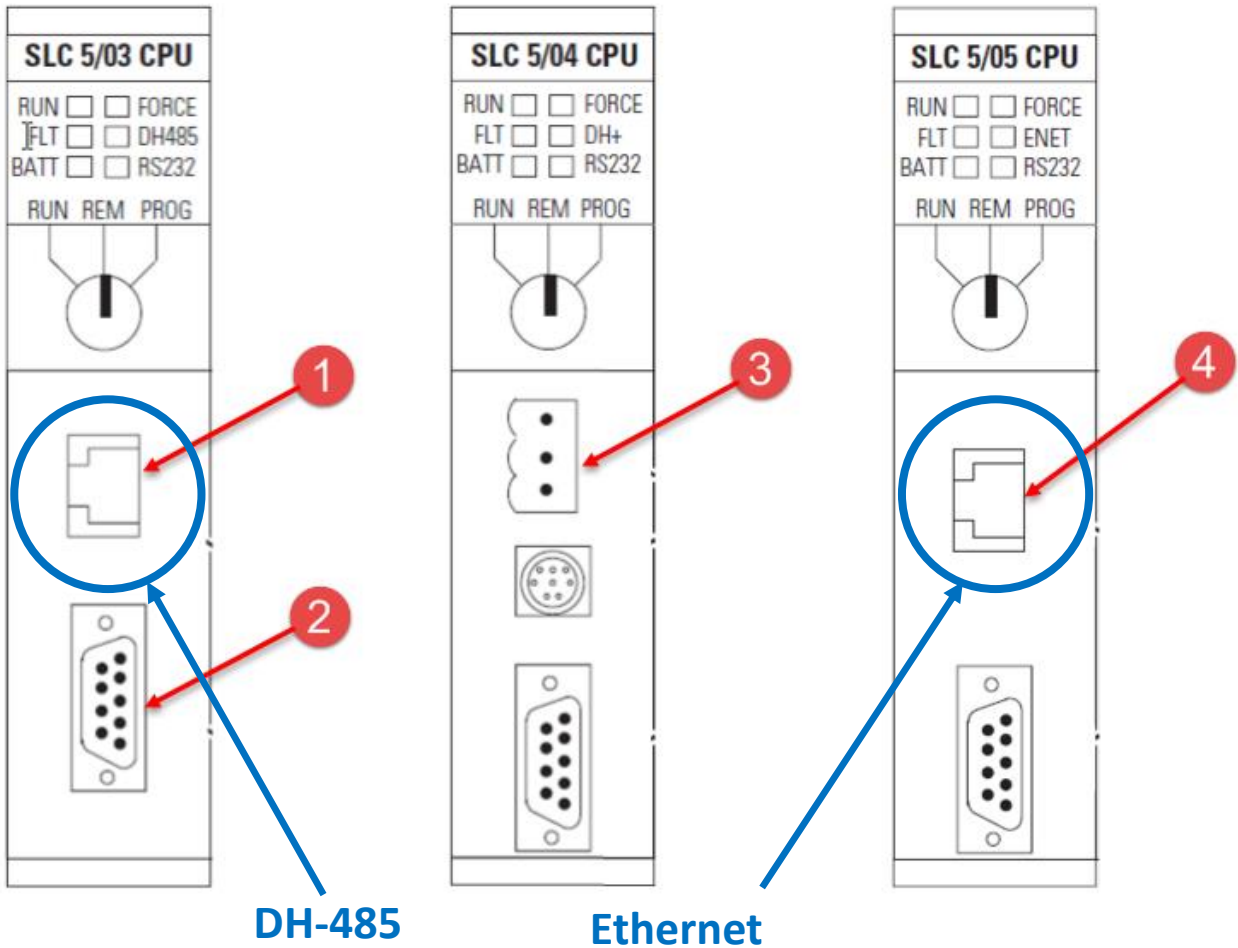 SLC 5/03 CPU
RUN FORCE
FLT DH485
BATT RS232
RUN REM PROG
1
2
SLC 5/04 CPU
RUN FORCE
FLT DH+
BATT RS232
RUN REM PROG
3
SLC 5/05 CPU
RUN FORCE
FLT ENET
BATT RS232
RUN REM PROG
4
DH-485
Ethernet